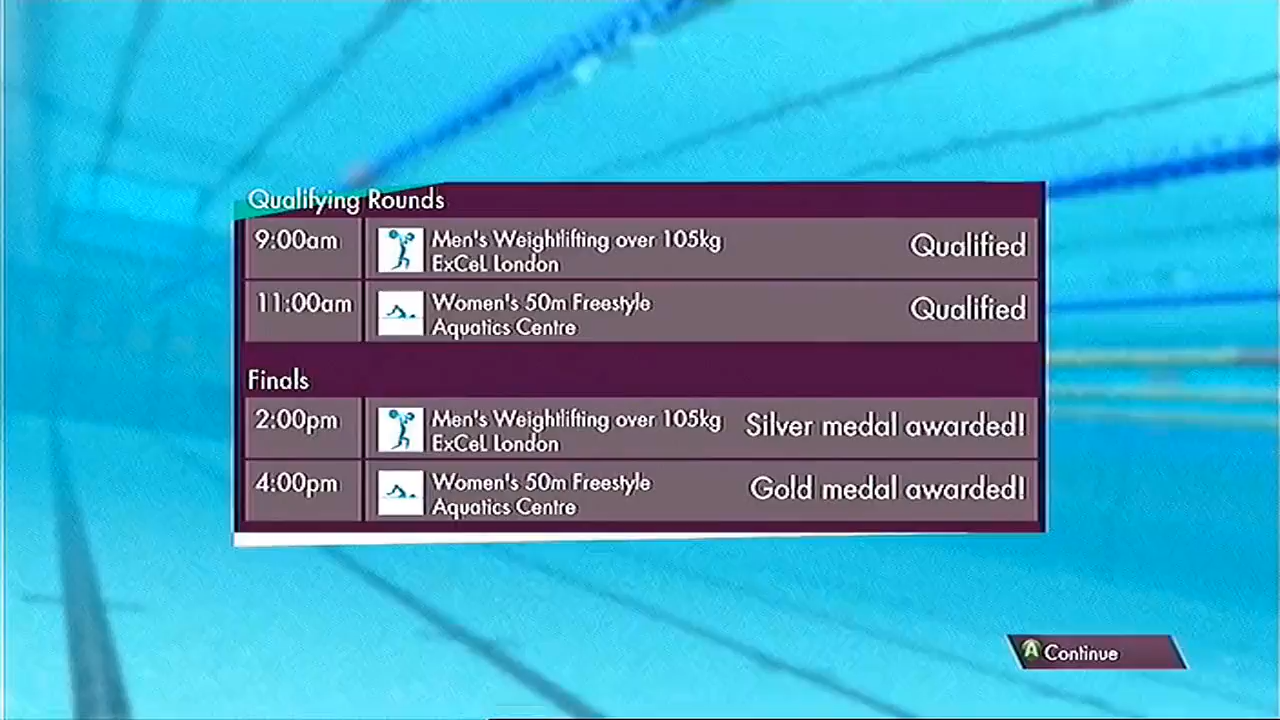 Qualifying Rounds
9:00am
Men's Weightlifting over 105kg
ExCeL London
Qualified
11:00am
Women's 50m Freestyle
Aquatics Centre
Qualified
Finals
2:00pm
Men's Weightlifting over 105kg
ExCeL London
Silver medal awarded!
4:00pm
Women's 50m Freestyle
Aquatics Centre
Gold medal awarded!
A Continue